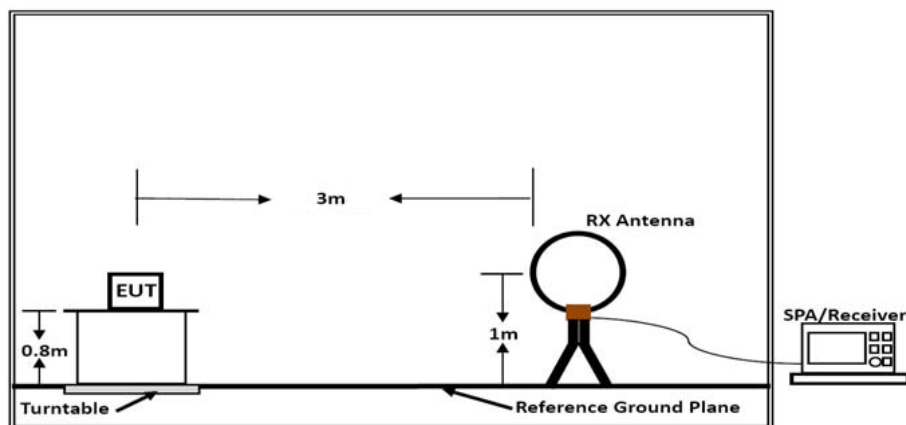 3m
RX Antenna
EUT
SPA/Receiver
0.8m
1m
Turntable
Reference Ground Plane